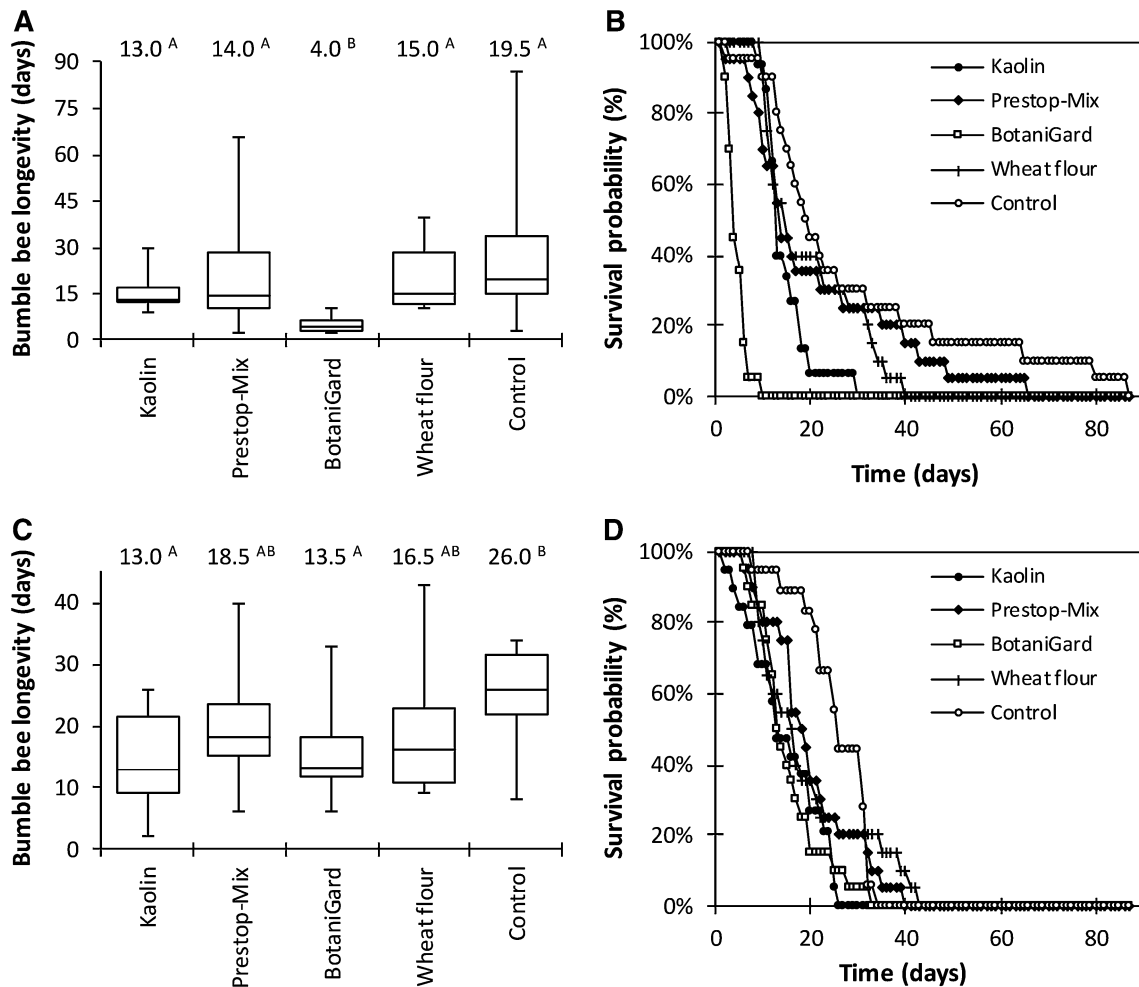 A
13.0 A 14.0 A 4.0 B 15.0 A 19.5 A
Bumble bee longevity (days)
90
75
60
45
30
15
0
Kaolin
Prestop-Mix
BotaniGard
Wheat flour
Control
B
Survival probability (%)
100%
80%
60%
40%
20%
0%
Kaolin
Prestop-Mix
BotaniGard
Wheat flour
Control
0 20 40 60 80
Time (days)
C
13.0 A 18.5 AB 13.5 A 16.5 AB 26.0 B
Bumble bee longevity (days)
40
30
20
10
0
Kaolin
Prestop-Mix
BotaniGard
Wheat flour
Control
D
Survival probability (%)
100%
80%
60%
40%
20%
0%
Kaolin
Prestop-Mix
BotaniGard
Wheat flour
Control
0 20 40 60 80
Time (days)